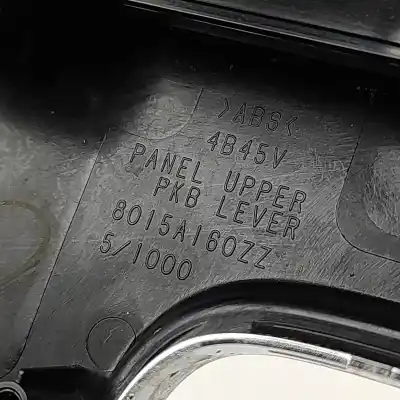 >ABS<
4B45V
PANEL UPPER
PKB LEVER
8015A160ZZ
5/1000